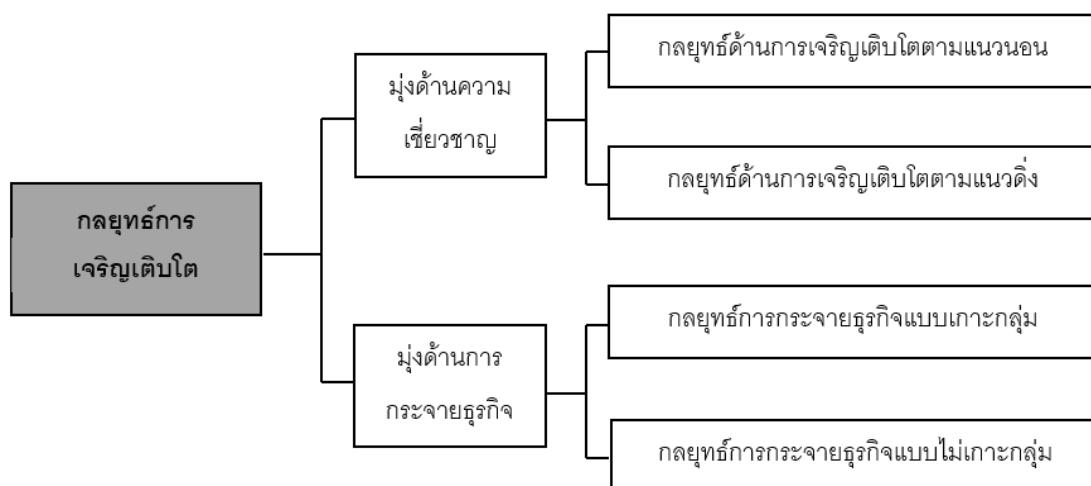 กลยุทธ์การ
เจริญเติบโต
มุ่งด้านความ
เชี่ยวชาญ
กลยุทธ์ด้านการเจริญเติบโตตามแนวนอน
กลยุทธ์ด้านการเจริญเติบโตตามแนวดิ่ง
มุ่งด้านการ
กระจายธุรกิจ
กลยุทธ์การกระจายธุรกิจแบบเกาะกลุ่ม
กลยุทธ์การกระจายธุรกิจแบบไม่เกาะกลุ่ม